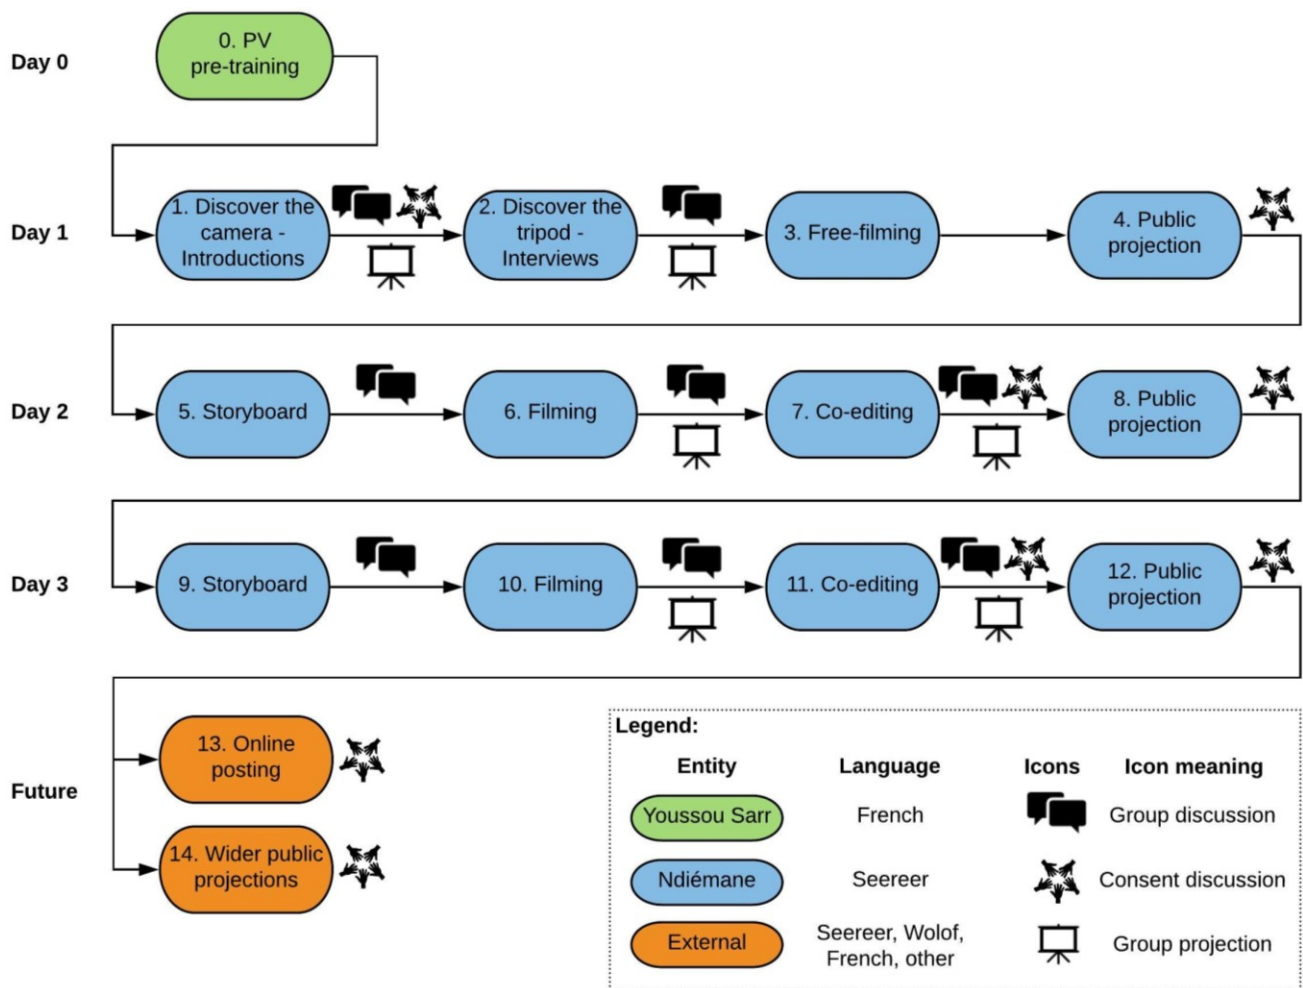 Day 0
0. PV
pre-training
Day 1
1. Discover the
camera -
Introductions
2. Discover the
tripod -
Interviews
3. Free-filming
4. Public
projection
Day 2
5. Storyboard
6. Filming
7. Co-editing
8. Public
projection
Day 3
9. Storyboard
10. Filming
11. Co-editing
12. Public
projection
Future
13. Online
posting
14. Wider public
projections
Legend:
Entity Language Icons Icon meaning
Youssou Sarr French Group discussion
Ndiémane Seereer Consent discussion
External Seereer, Wolof,
French, other Group projection